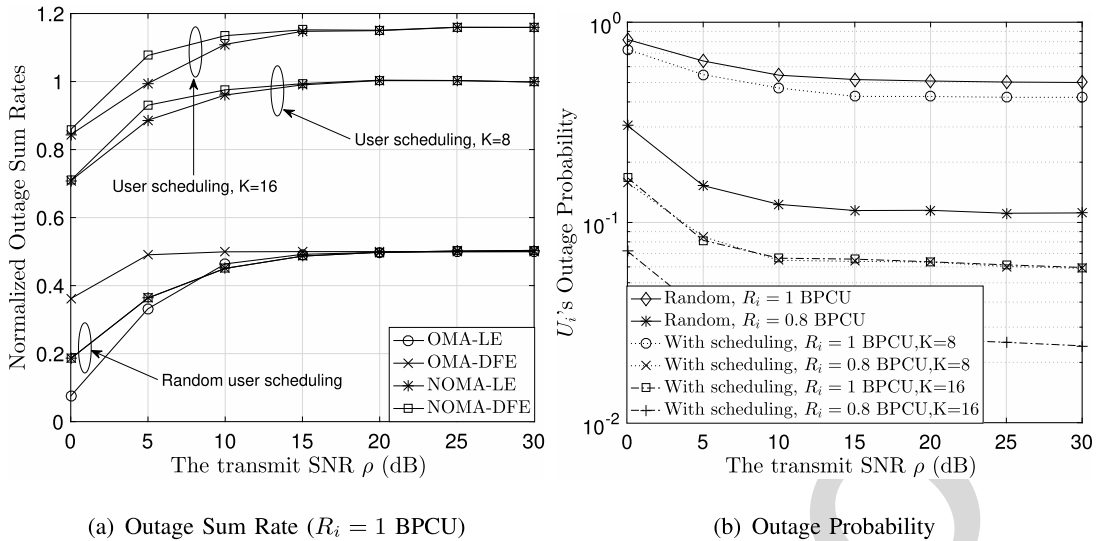 Normalized Outage Sum Rates
1.2
1
0.8
0.6
0.4
0.2
0
User scheduling, K=8
User scheduling, K=16
Random user scheduling
OMA-LE
OMA-DFE
NOMA-LE
NOMA-DFE
0 5 10 15 20 25 30
The transmit SNR ρ (dB)
(a) Outage Sum Rate (R_i = 1 BPCU)
U_i's Outage Probability
10^0
10^-1
10^-2
Random, R_i = 1 BPCU
Random, R_i = 0.8 BPCU
With scheduling, R_i = 1 BPCU,K=8
With scheduling, R_i = 0.8 BPCU,K=8
With scheduling, R_i = 1 BPCU,K=16
With scheduling, R_i = 0.8 BPCU,K=16
0 5 10 15 20 25 30
The transmit SNR ρ (dB)
(b) Outage Probability